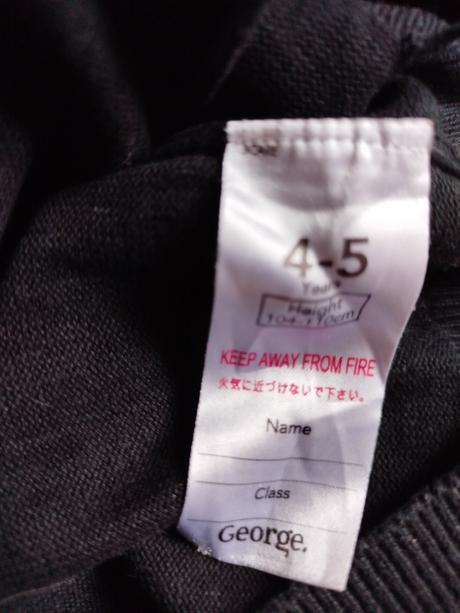 4-5
Years
Height
104-110cm
KEEP AWAY FROM FIRE
火気に近づけないで下さい。
Name
Class
George.